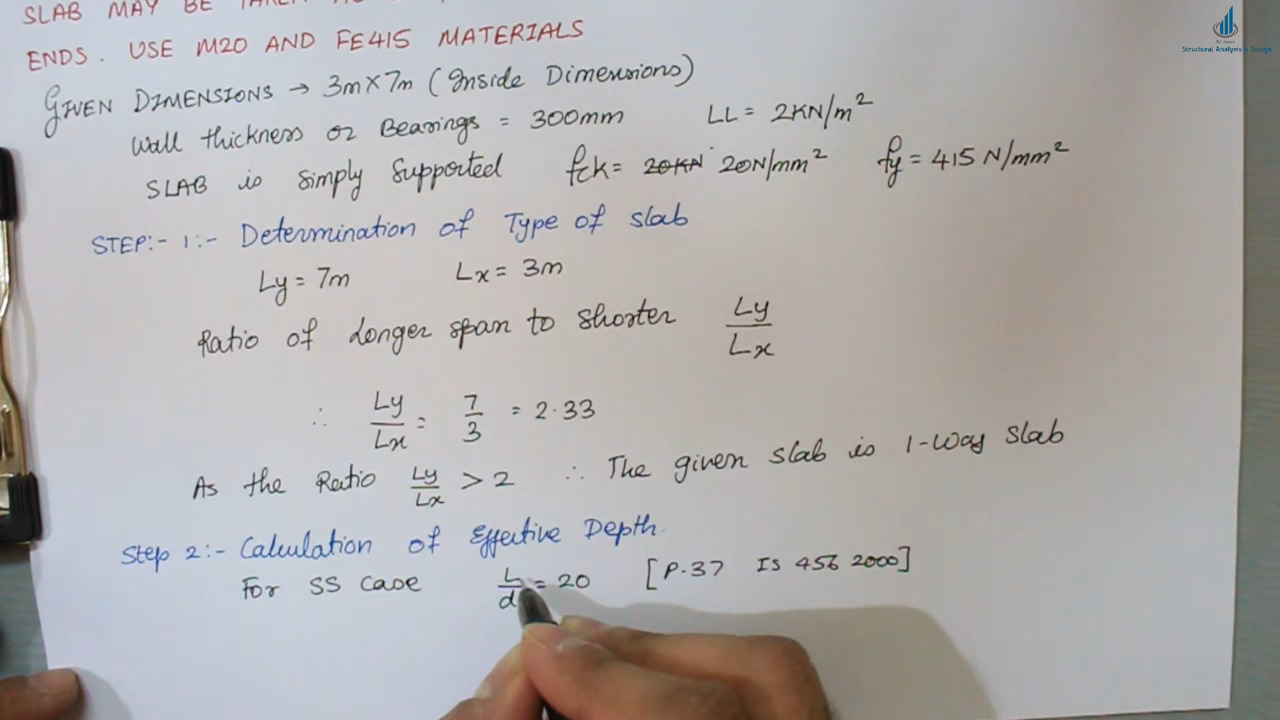 SLAB MAY BE TAKEN
ENDS. USE M20 AND FE415 MATERIALS
GIVEN DIMENSIONS → 3m X 7m (Inside Dimensions)
Wall thickness or Bearings = 300mm LL = 2KN/m²
SLAB is Simply Supported fck = 20KN 20N/mm² fy = 415 N/mm²
STEP:- 1:- Determination of Type of slab
Ly = 7m Lx = 3m
Ratio of Longer span to shorter Ly/Lx
∴ Ly/Lx = 7/3 = 2.33
As the Ratio Ly/Lx > 2 ∴ The given slab is 1-way slab
Step 2:- Calculation of Effective Depth.
For SS Case L/d = 20 [P.37 IS 456 2000]
Structural Analysis & Design